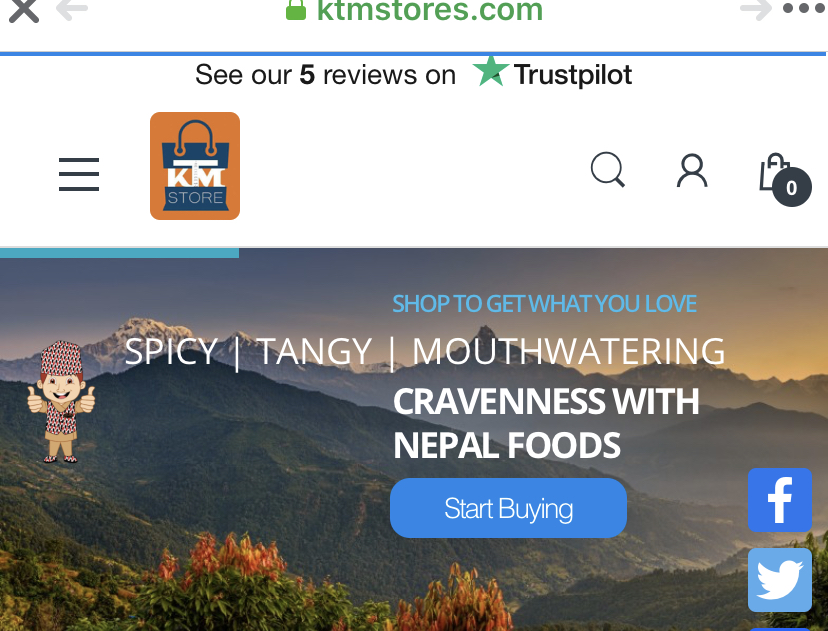 ktmstores.com
See our 5 reviews on Trustpilot
KTM
STORE
0
SHOP TO GET WHAT YOU LOVE
SPICY | TANGY | MOUTHWATERING
CRAVENNESS WITH
NEPAL FOODS
Start Buying